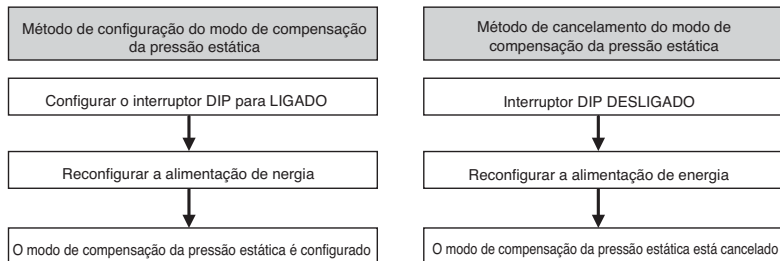 Método de configuração do modo de compensação
da pressão estática
Configurar o interruptor DIP para LIGADO
Reconfigurar a alimentação de nergia
O modo de compensação da pressão estática é configurado
Método de cancelamento do modo de
compensação da pressão estática
Interruptor DIP DESLIGADO
Reconfigurar a alimentação de energia
O modo de compensação da pressão estática está cancelado